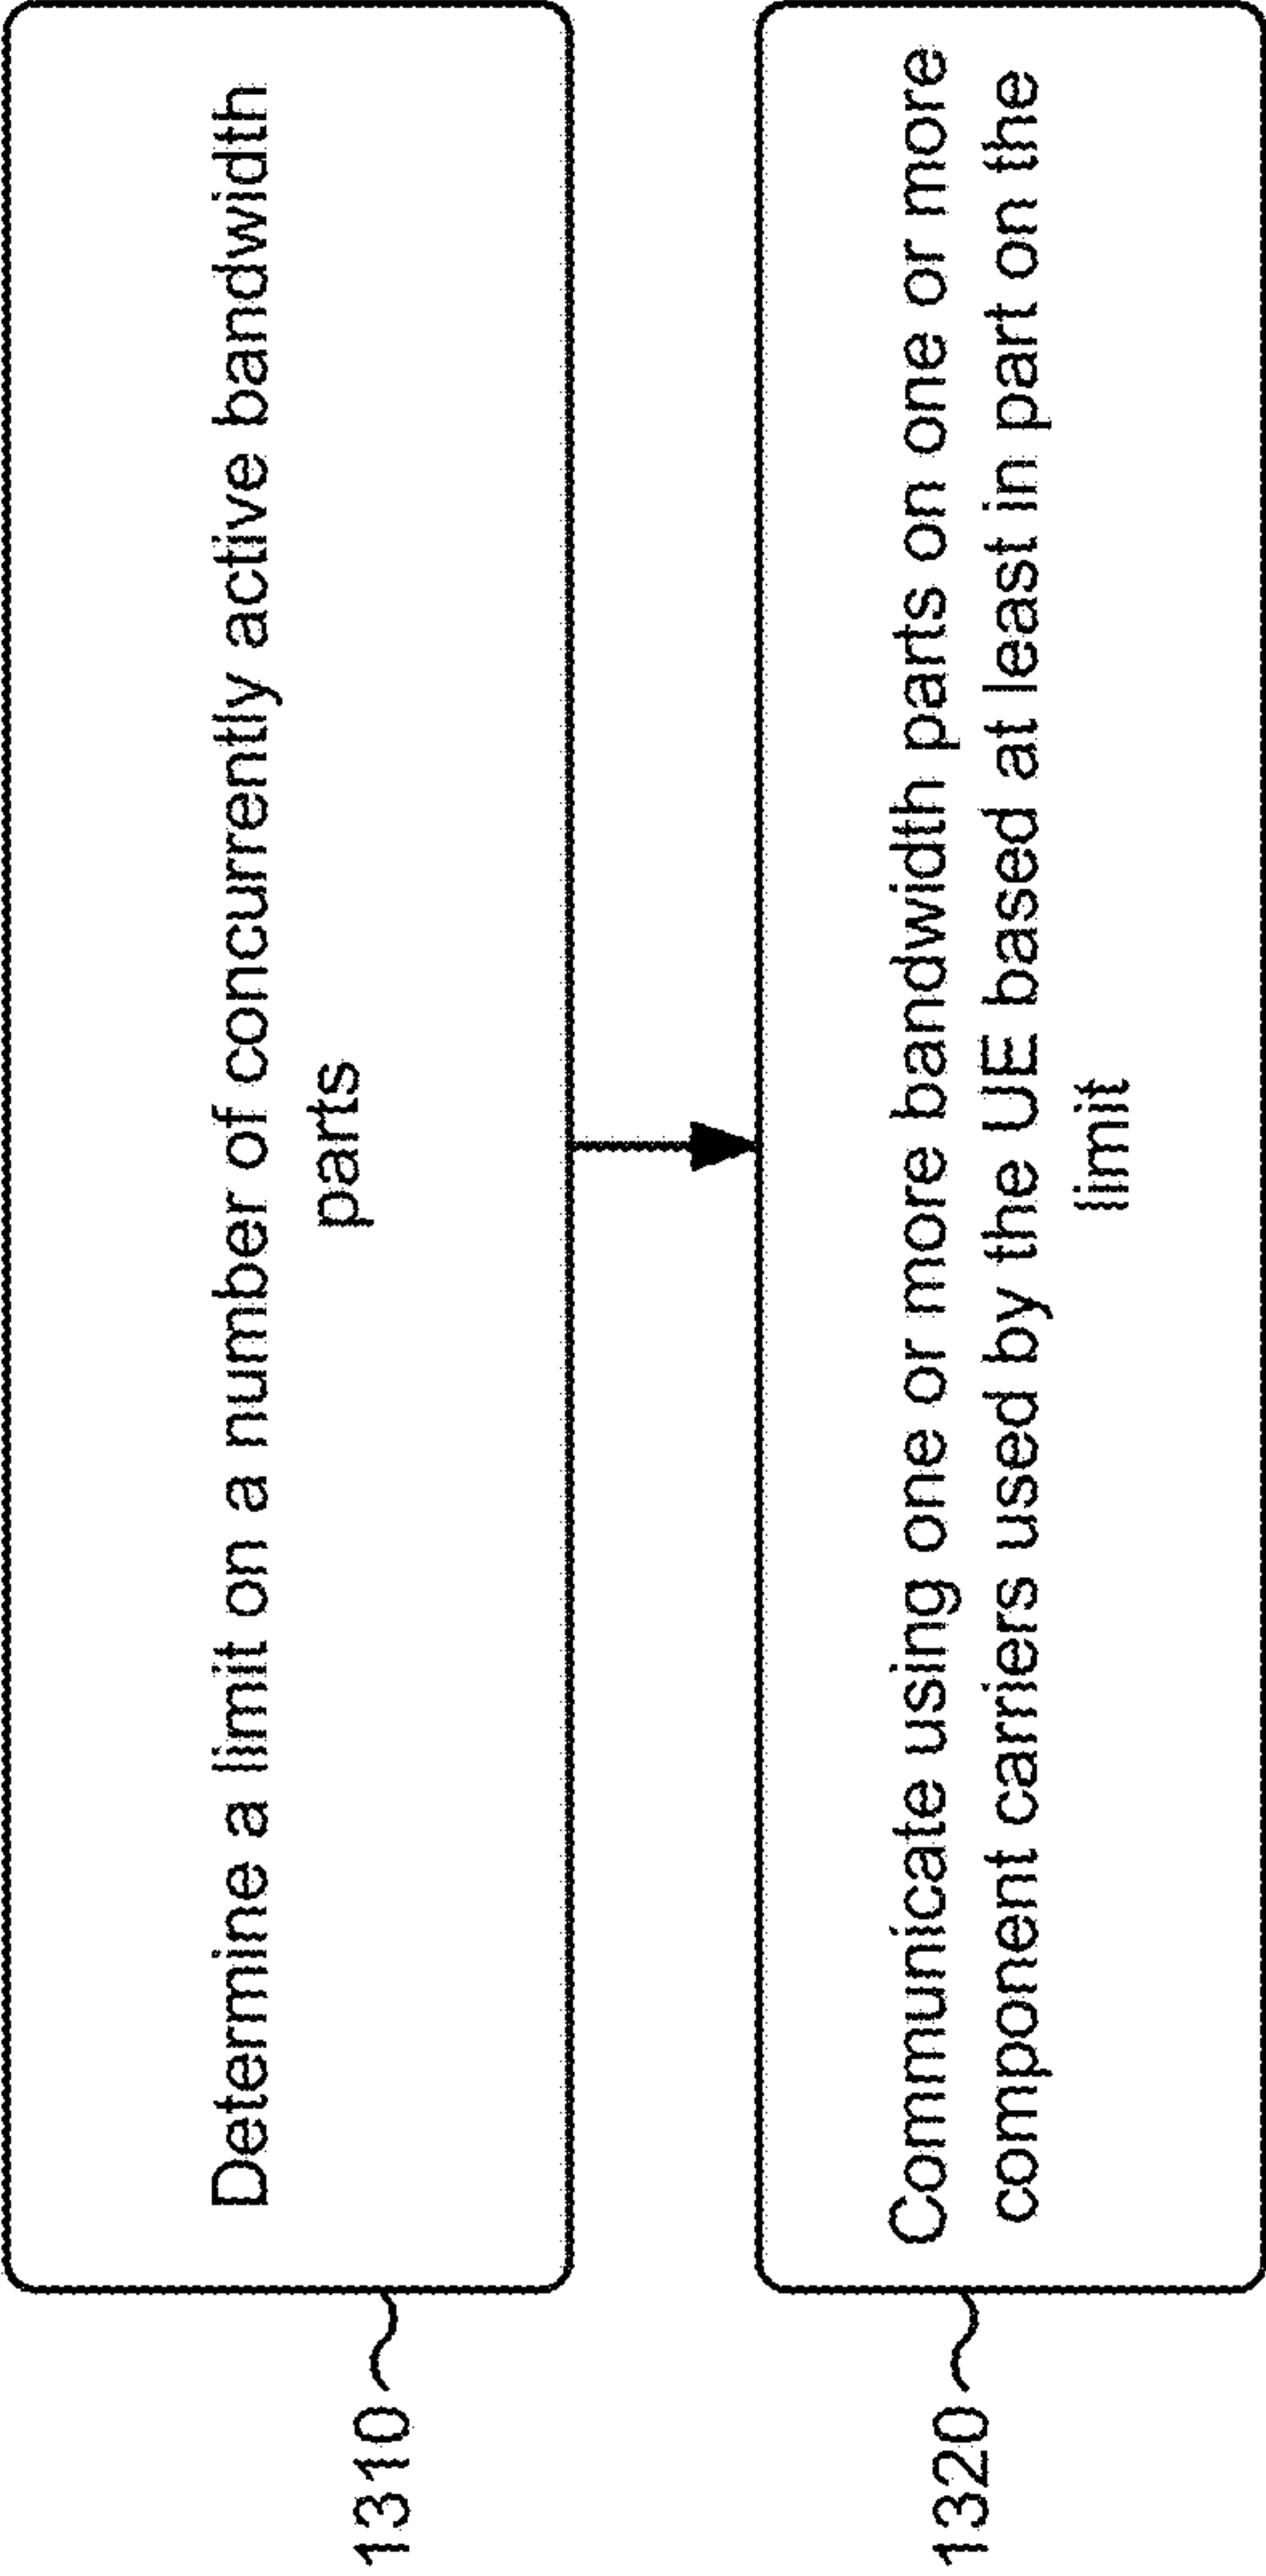 1310
Determine a limit on a number of concurrently active bandwidth
parts
1320
Communicate using one or more bandwidth parts on one or more
component carriers used by the UE based at least in part on the
limit